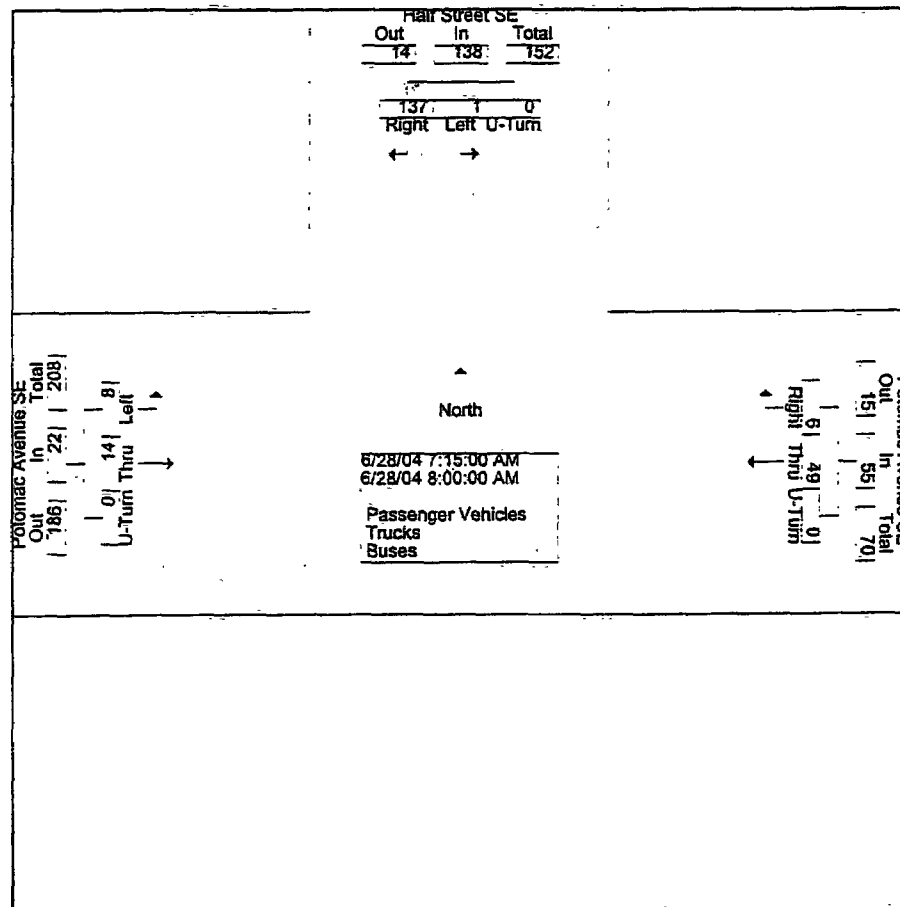 Half Street SE
Out In Total
14 138 152
137 1 0
Right Left U-Turn
Potomac Avenue SE
Out In Total
186 22 208
0 14 8
U-Turn Thru Left
North
6/28/04 7:15:00 AM
6/28/04 8:00:00 AM
Passenger Vehicles
Trucks
Buses
Right Thru U-Turn
6 49 0
Out In Total
15 55 70